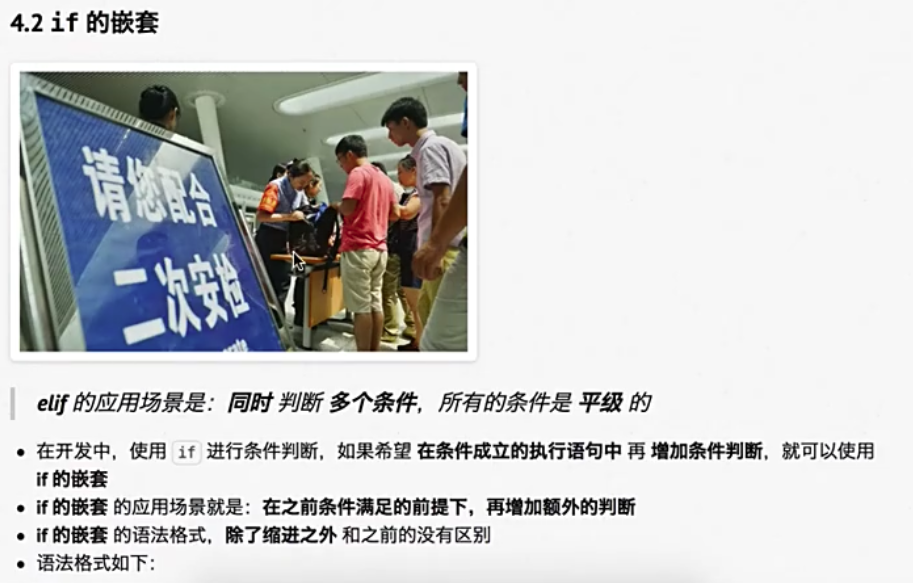 4.2 if 的嵌套
请您配合
二次安检
elif 的应用场景是：同时 判断 多个条件，所有的条件是 平级 的
在开发中，使用 if 进行条件判断，如果希望 在条件成立的执行语句中 再 增加条件判断，就可以使用
if 的嵌套
if 的嵌套 的应用场景就是：在之前条件满足的前提下，再增加额外的判断
if 的嵌套 的语法格式，除了缩进之外 和之前的没有区别
语法格式如下：